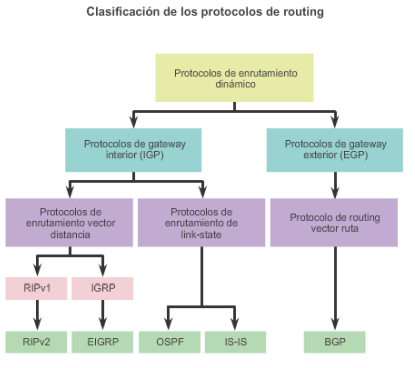 Clasificación de los protocolos de routing
Protocolos de enrutamiento
dinámico
Protocolos de gateway
interior (IGP)
Protocolos de gateway
exterior (EGP)
Protocolos de
enrutamiento vector
distancia
Protocolos de
enrutamiento de
link-state
Protocolo de routing
vector ruta
RIPv1
IGRP
RIPv2
EIGRP
OSPF
IS-IS
BGP